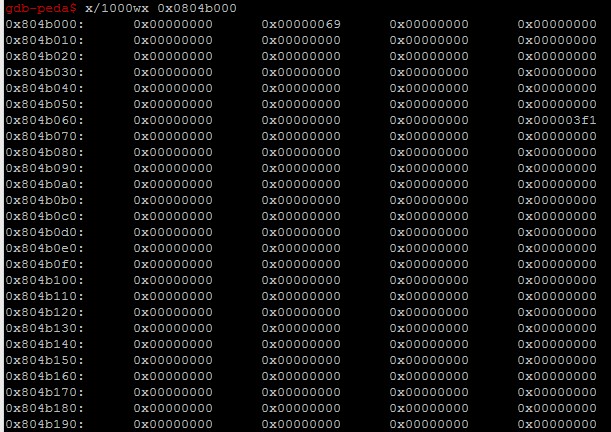 gdb-peda$ x/1000wx 0x0804b000
0x804b000: 0x00000000 0x00000069 0x00000000 0x00000000
0x804b010: 0x00000000 0x00000000 0x00000000 0x00000000
0x804b020: 0x00000000 0x00000000 0x00000000 0x00000000
0x804b030: 0x00000000 0x00000000 0x00000000 0x00000000
0x804b040: 0x00000000 0x00000000 0x00000000 0x00000000
0x804b050: 0x00000000 0x00000000 0x00000000 0x00000000
0x804b060: 0x00000000 0x00000000 0x00000000 0x000003f1
0x804b070: 0x00000000 0x00000000 0x00000000 0x00000000
0x804b080: 0x00000000 0x00000000 0x00000000 0x00000000
0x804b090: 0x00000000 0x00000000 0x00000000 0x00000000
0x804b0a0: 0x00000000 0x00000000 0x00000000 0x00000000
0x804b0b0: 0x00000000 0x00000000 0x00000000 0x00000000
0x804b0c0: 0x00000000 0x00000000 0x00000000 0x00000000
0x804b0d0: 0x00000000 0x00000000 0x00000000 0x00000000
0x804b0e0: 0x00000000 0x00000000 0x00000000 0x00000000
0x804b0f0: 0x00000000 0x00000000 0x00000000 0x00000000
0x804b100: 0x00000000 0x00000000 0x00000000 0x00000000
0x804b110: 0x00000000 0x00000000 0x00000000 0x00000000
0x804b120: 0x00000000 0x00000000 0x00000000 0x00000000
0x804b130: 0x00000000 0x00000000 0x00000000 0x00000000
0x804b140: 0x00000000 0x00000000 0x00000000 0x00000000
0x804b150: 0x00000000 0x00000000 0x00000000 0x00000000
0x804b160: 0x00000000 0x00000000 0x00000000 0x00000000
0x804b170: 0x00000000 0x00000000 0x00000000 0x00000000
0x804b180: 0x00000000 0x00000000 0x00000000 0x00000000
0x804b190: 0x00000000 0x00000000 0x00000000 0x00000000